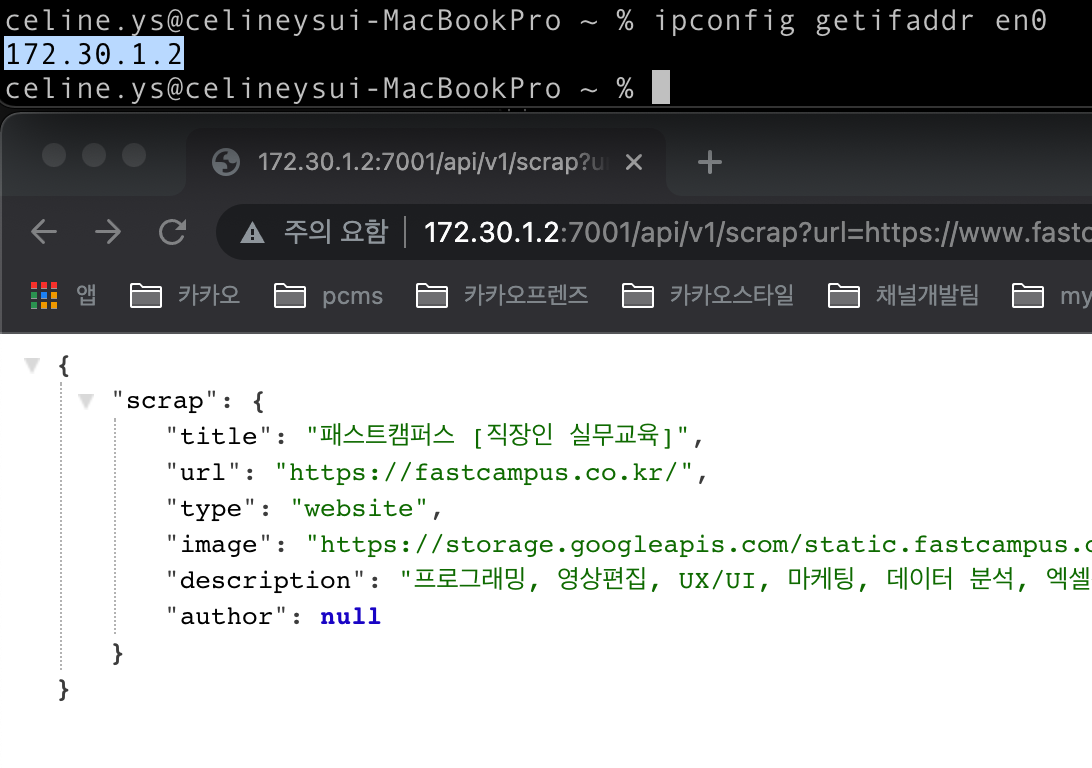 celine.ys@celineysui-MacBookPro ~ % ipconfig getifaddr en0
172.30.1.2
celine.ys@celineysui-MacBookPro ~ %
172.30.1.2:7001/api/v1/scrap?u
주의 요함 172.30.1.2:7001/api/v1/scrap?url=https://www.fastc
앱 카카오 pcms 카카오프렌즈 카카오스타일 채널개발팀 my
{
"scrap": {
"title": "패스트캠퍼스 [직장인 실무교육]",
"url": "https://fastcampus.co.kr/",
"type": "website",
"image": "https://storage.googleapis.com/static.fastcampus.c
"description": "프로그래밍, 영상편집, UX/UI, 마케팅, 데이터 분석, 엑셀
"author": null
}
}